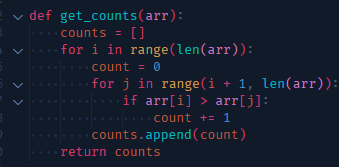 def get_counts(arr):
    counts = []
    for i in range(len(arr)):
        count = 0
        for j in range(i + 1, len(arr)):
            if arr[i] > arr[j]:
                count += 1
        counts.append(count)
    return counts